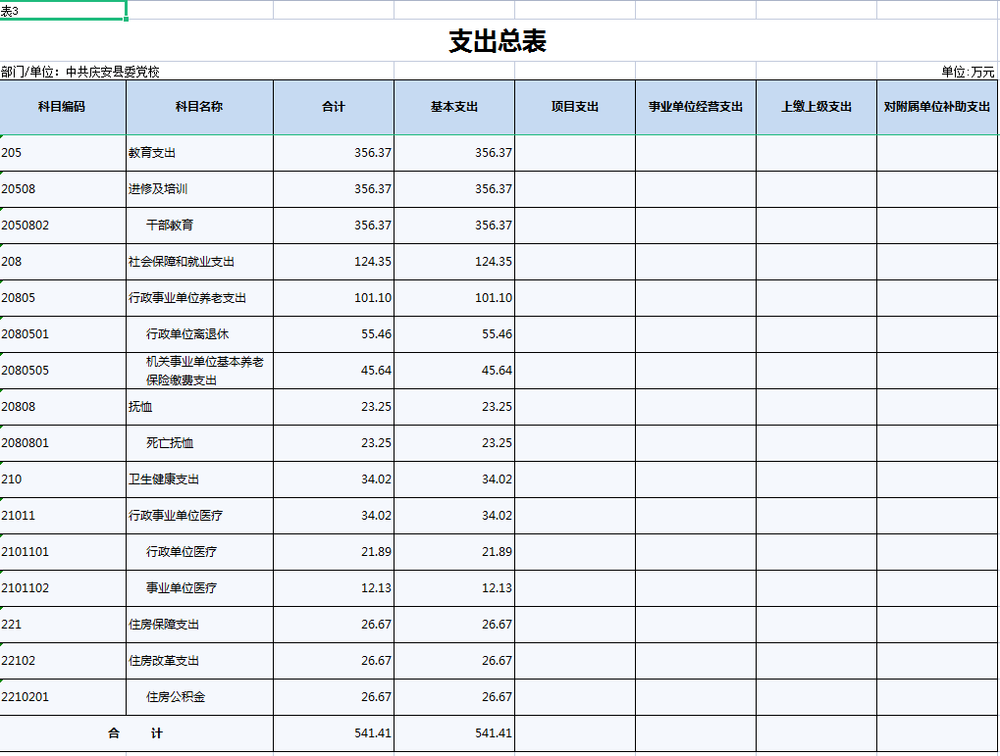 表3
支出总表
部门/单位：中共庆安县委党校 单位:万元
科目编码 科目名称 合计 基本支出 项目支出 事业单位经营支出 上缴上级支出 对附属单位补助支出
205 教育支出 356.37 356.37
20508 进修及培训 356.37 356.37
2050802 干部教育 356.37 356.37
208 社会保障和就业支出 124.35 124.35
20805 行政事业单位养老支出 101.10 101.10
2080501 行政单位离退休 55.46 55.46
2080505 机关事业单位基本养老
保险缴费支出 45.64 45.64
20808 抚恤 23.25 23.25
2080801 死亡抚恤 23.25 23.25
210 卫生健康支出 34.02 34.02
21011 行政事业单位医疗 34.02 34.02
2101101 行政单位医疗 21.89 21.89
2101102 事业单位医疗 12.13 12.13
221 住房保障支出 26.67 26.67
22102 住房改革支出 26.67 26.67
2210201 住房公积金 26.67 26.67
合 计 541.41 541.41